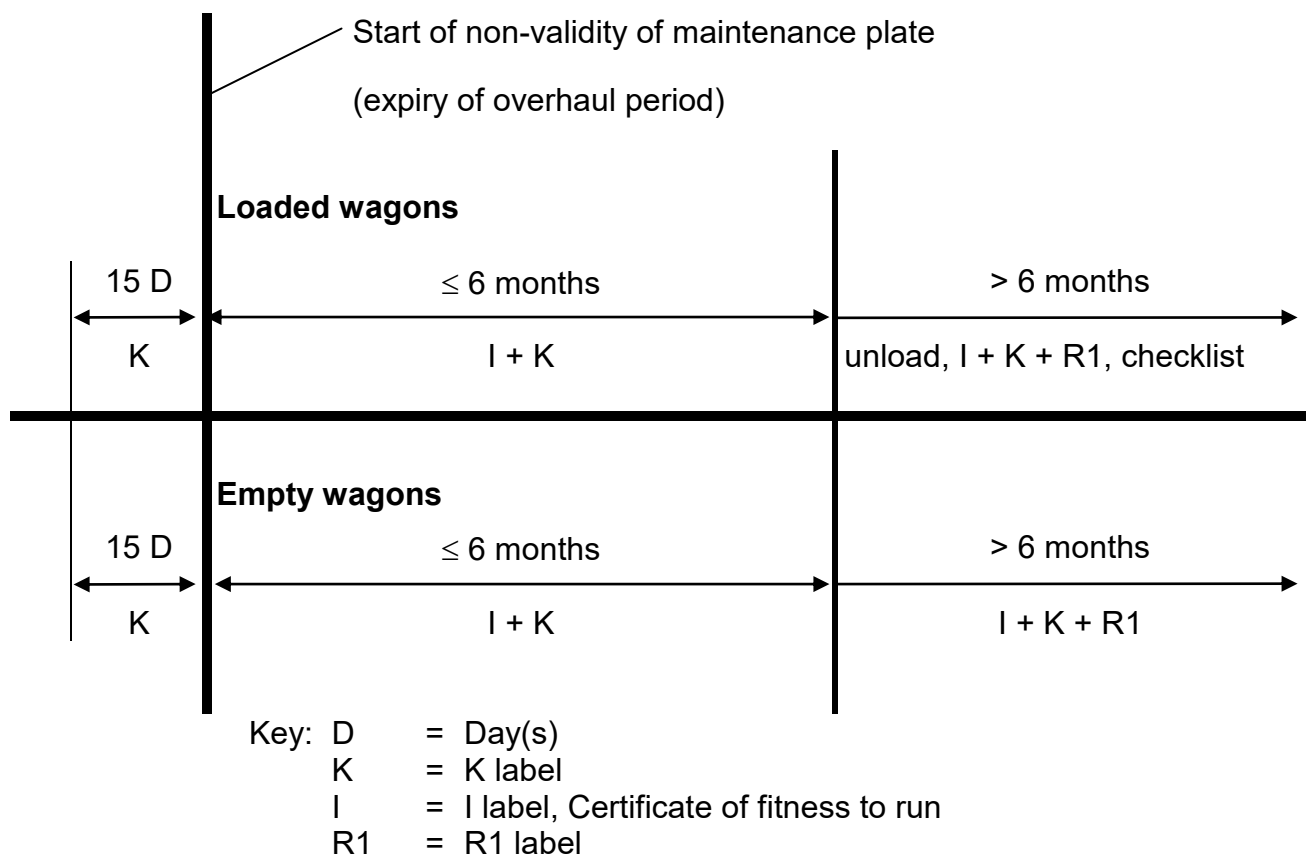 Start of non-validity of maintenance plate
(expiry of overhaul period)
Loaded wagons
15 D ≤ 6 months > 6 months
K I + K unload, I + K + R1, checklist
Empty wagons
15 D ≤ 6 months > 6 months
K I + K I + K + R1
Key: D = Day(s)
K = K label
I = I label, Certificate of fitness to run
R1 = R1 label